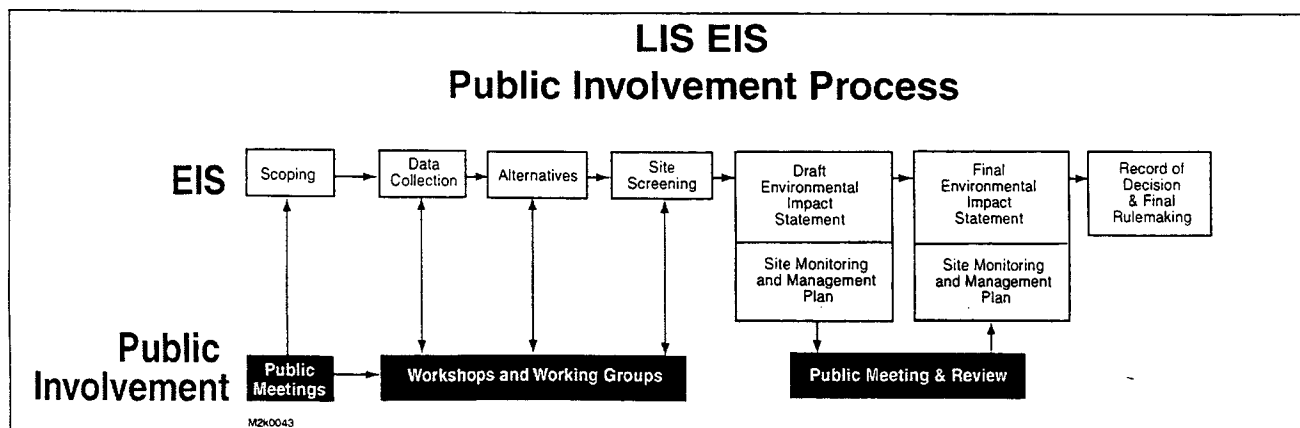 LIS EIS
Public Involvement Process
EIS
Scoping
Data
Collection
Alternatives
Site
Screening
Draft
Environmental
Impact
Statement
Site Monitoring
and Management
Plan
Final
Environmental
Impact
Statement
Site Monitoring
and Management
Plan
Record of
Decision
& Final
Rulemaking
Public
Involvement
Public
Meetings
Workshops and Working Groups
Public Meeting & Review
M2k0043